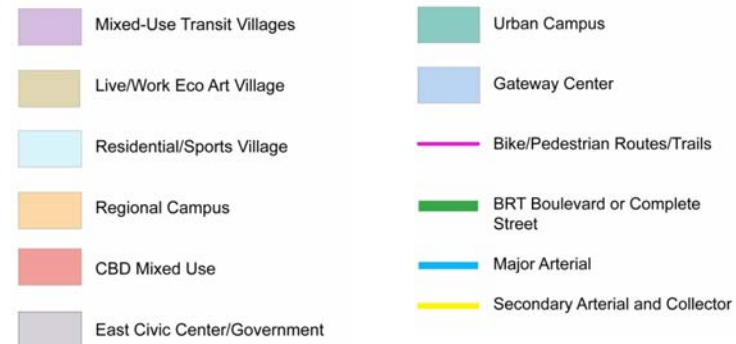 Mixed-Use Transit Villages
Live/Work Eco Art Village
Residential/Sports Village
Regional Campus
CBD Mixed Use
East Civic Center/Government
Urban Campus
Gateway Center
Bike/Pedestrian Routes/Trails
BRT Boulevard or Complete
Street
Major Arterial
Secondary Arterial and Collector